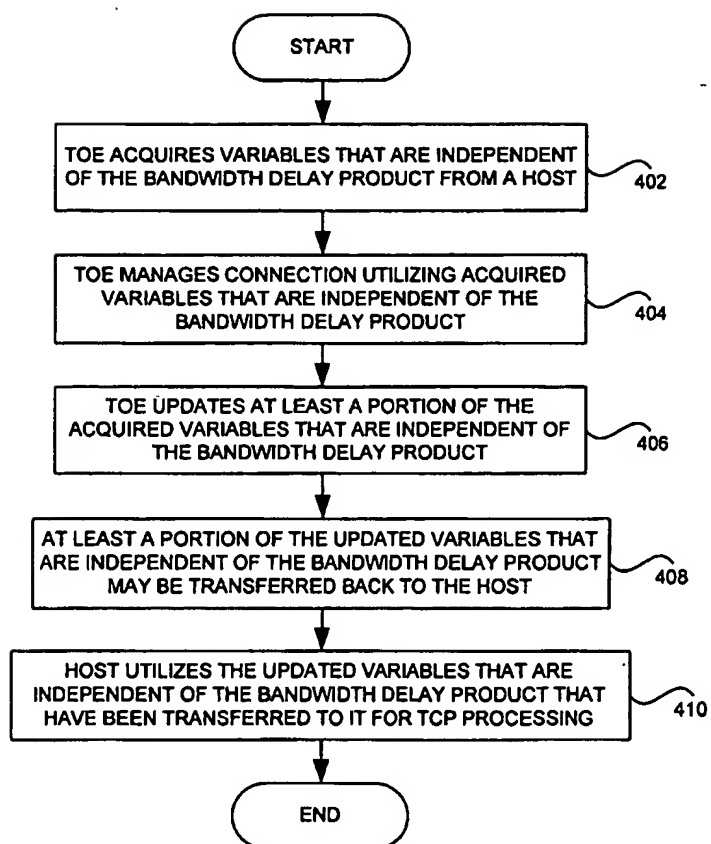 START
TOE ACQUIRES VARIABLES THAT ARE INDEPENDENT
OF THE BANDWIDTH DELAY PRODUCT FROM A HOST
402
TOE MANAGES CONNECTION UTILIZING ACQUIRED
VARIABLES THAT ARE INDEPENDENT OF THE
BANDWIDTH DELAY PRODUCT
404
TOE UPDATES AT LEAST A PORTION OF THE
ACQUIRED VARIABLES THAT ARE INDEPENDENT OF
THE BANDWIDTH DELAY PRODUCT
406
AT LEAST A PORTION OF THE UPDATED VARIABLES THAT
ARE INDEPENDENT OF THE BANDWIDTH DELAY PRODUCT
MAY BE TRANSFERRED BACK TO THE HOST
408
HOST UTILIZES THE UPDATED VARIABLES THAT ARE
INDEPENDENT OF THE BANDWIDTH DELAY PRODUCT THAT
HAVE BEEN TRANSFERRED TO IT FOR TCP PROCESSING
410
END